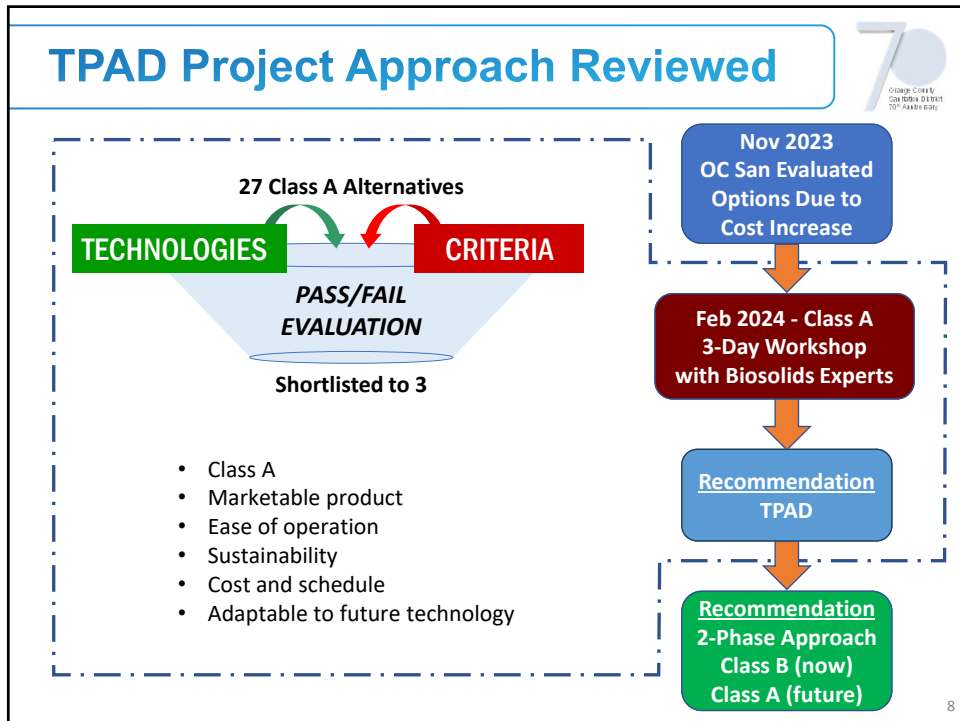 TPAD Project Approach Reviewed
70
Orange County
Sanitation District
70th Anniversary
27 Class A Alternatives
TECHNOLOGIES
CRITERIA
PASS/FAIL
EVALUATION
Shortlisted to 3
• Class A
• Marketable product
• Ease of operation
• Sustainability
• Cost and schedule
• Adaptable to future technology
Nov 2023
OC San Evaluated
Options Due to
Cost Increase
Feb 2024 - Class A
3-Day Workshop
with Biosolids Experts
Recommendation
TPAD
Recommendation
2-Phase Approach
Class B (now)
Class A (future)
8